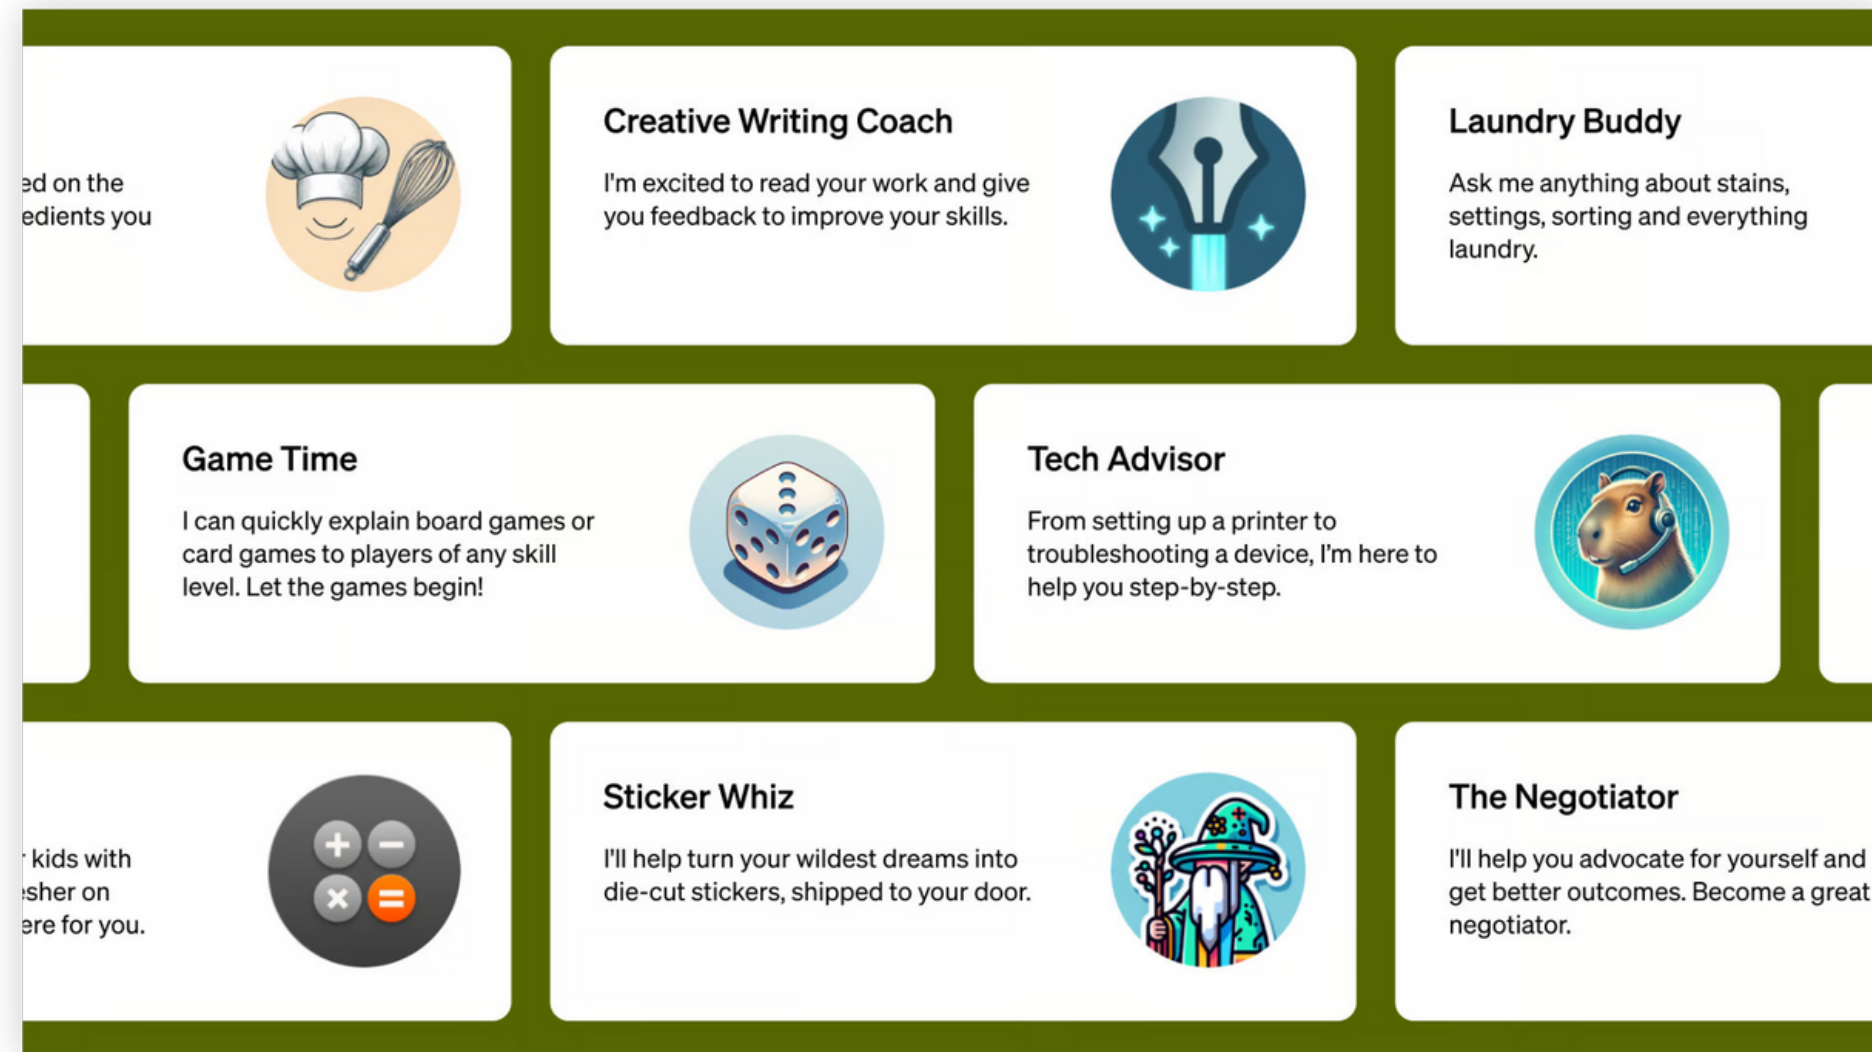 ed on the
edients you
Creative Writing Coach
I'm excited to read your work and give
you feedback to improve your skills.
Laundry Buddy
Ask me anything about stains,
settings, sorting and everything
laundry.
Game Time
I can quickly explain board games or
card games to players of any skill
level. Let the games begin!
Tech Advisor
From setting up a printer to
troubleshooting a device, I'm here to
help you step-by-step.
kids with
esher on
ere for you.
Sticker Whiz
I'll help turn your wildest dreams into
die-cut stickers, shipped to your door.
The Negotiator
I'll help you advocate for yourself and
get better outcomes. Become a great
negotiator.